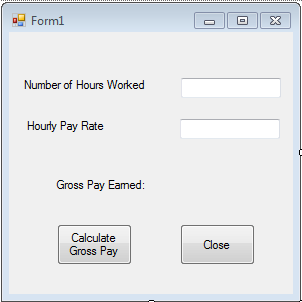 Form1
Number of Hours Worked
Hourly Pay Rate
Gross Pay Earned:
Calculate
Gross Pay
Close